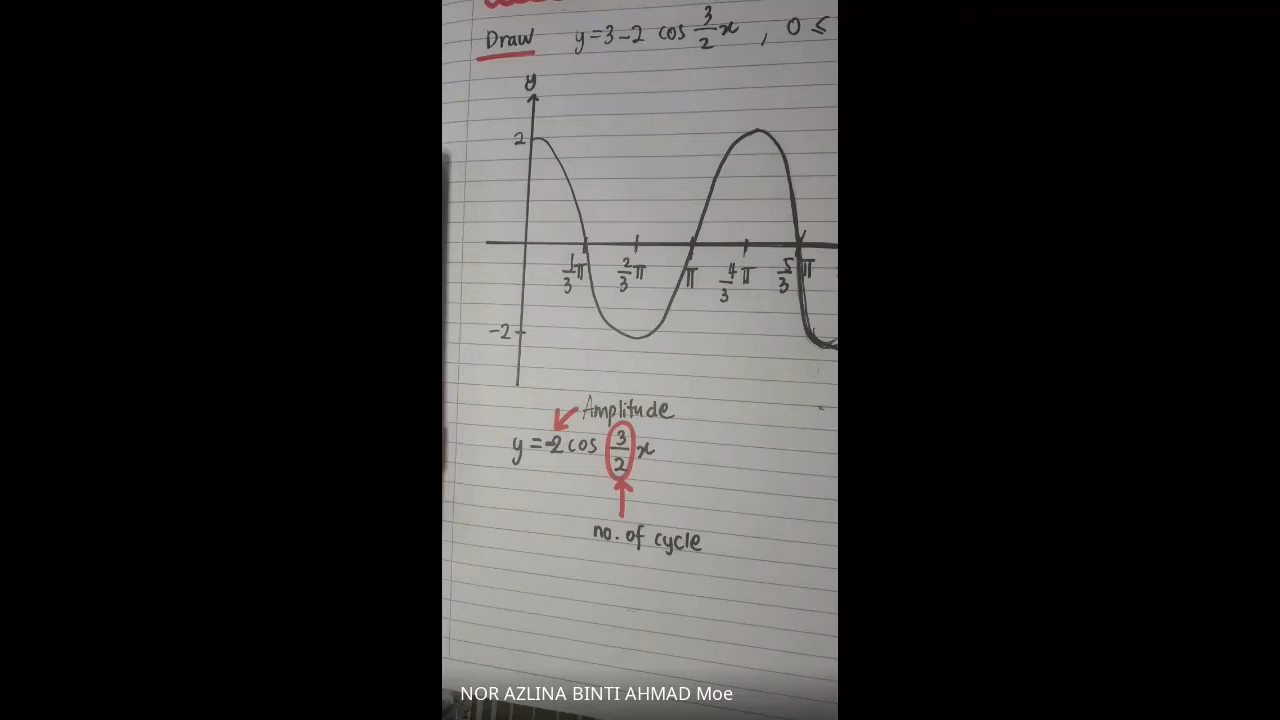 Draw y = 3 - 2 cos 3/2 x , 0 ≤
y
2
1/3 π 2/3 π π 4/3 π 5/3 π
-2
Amplitude
y = -2 cos 3/2 x
no. of cycle
NOR AZLINA BINTI AHMAD Moe